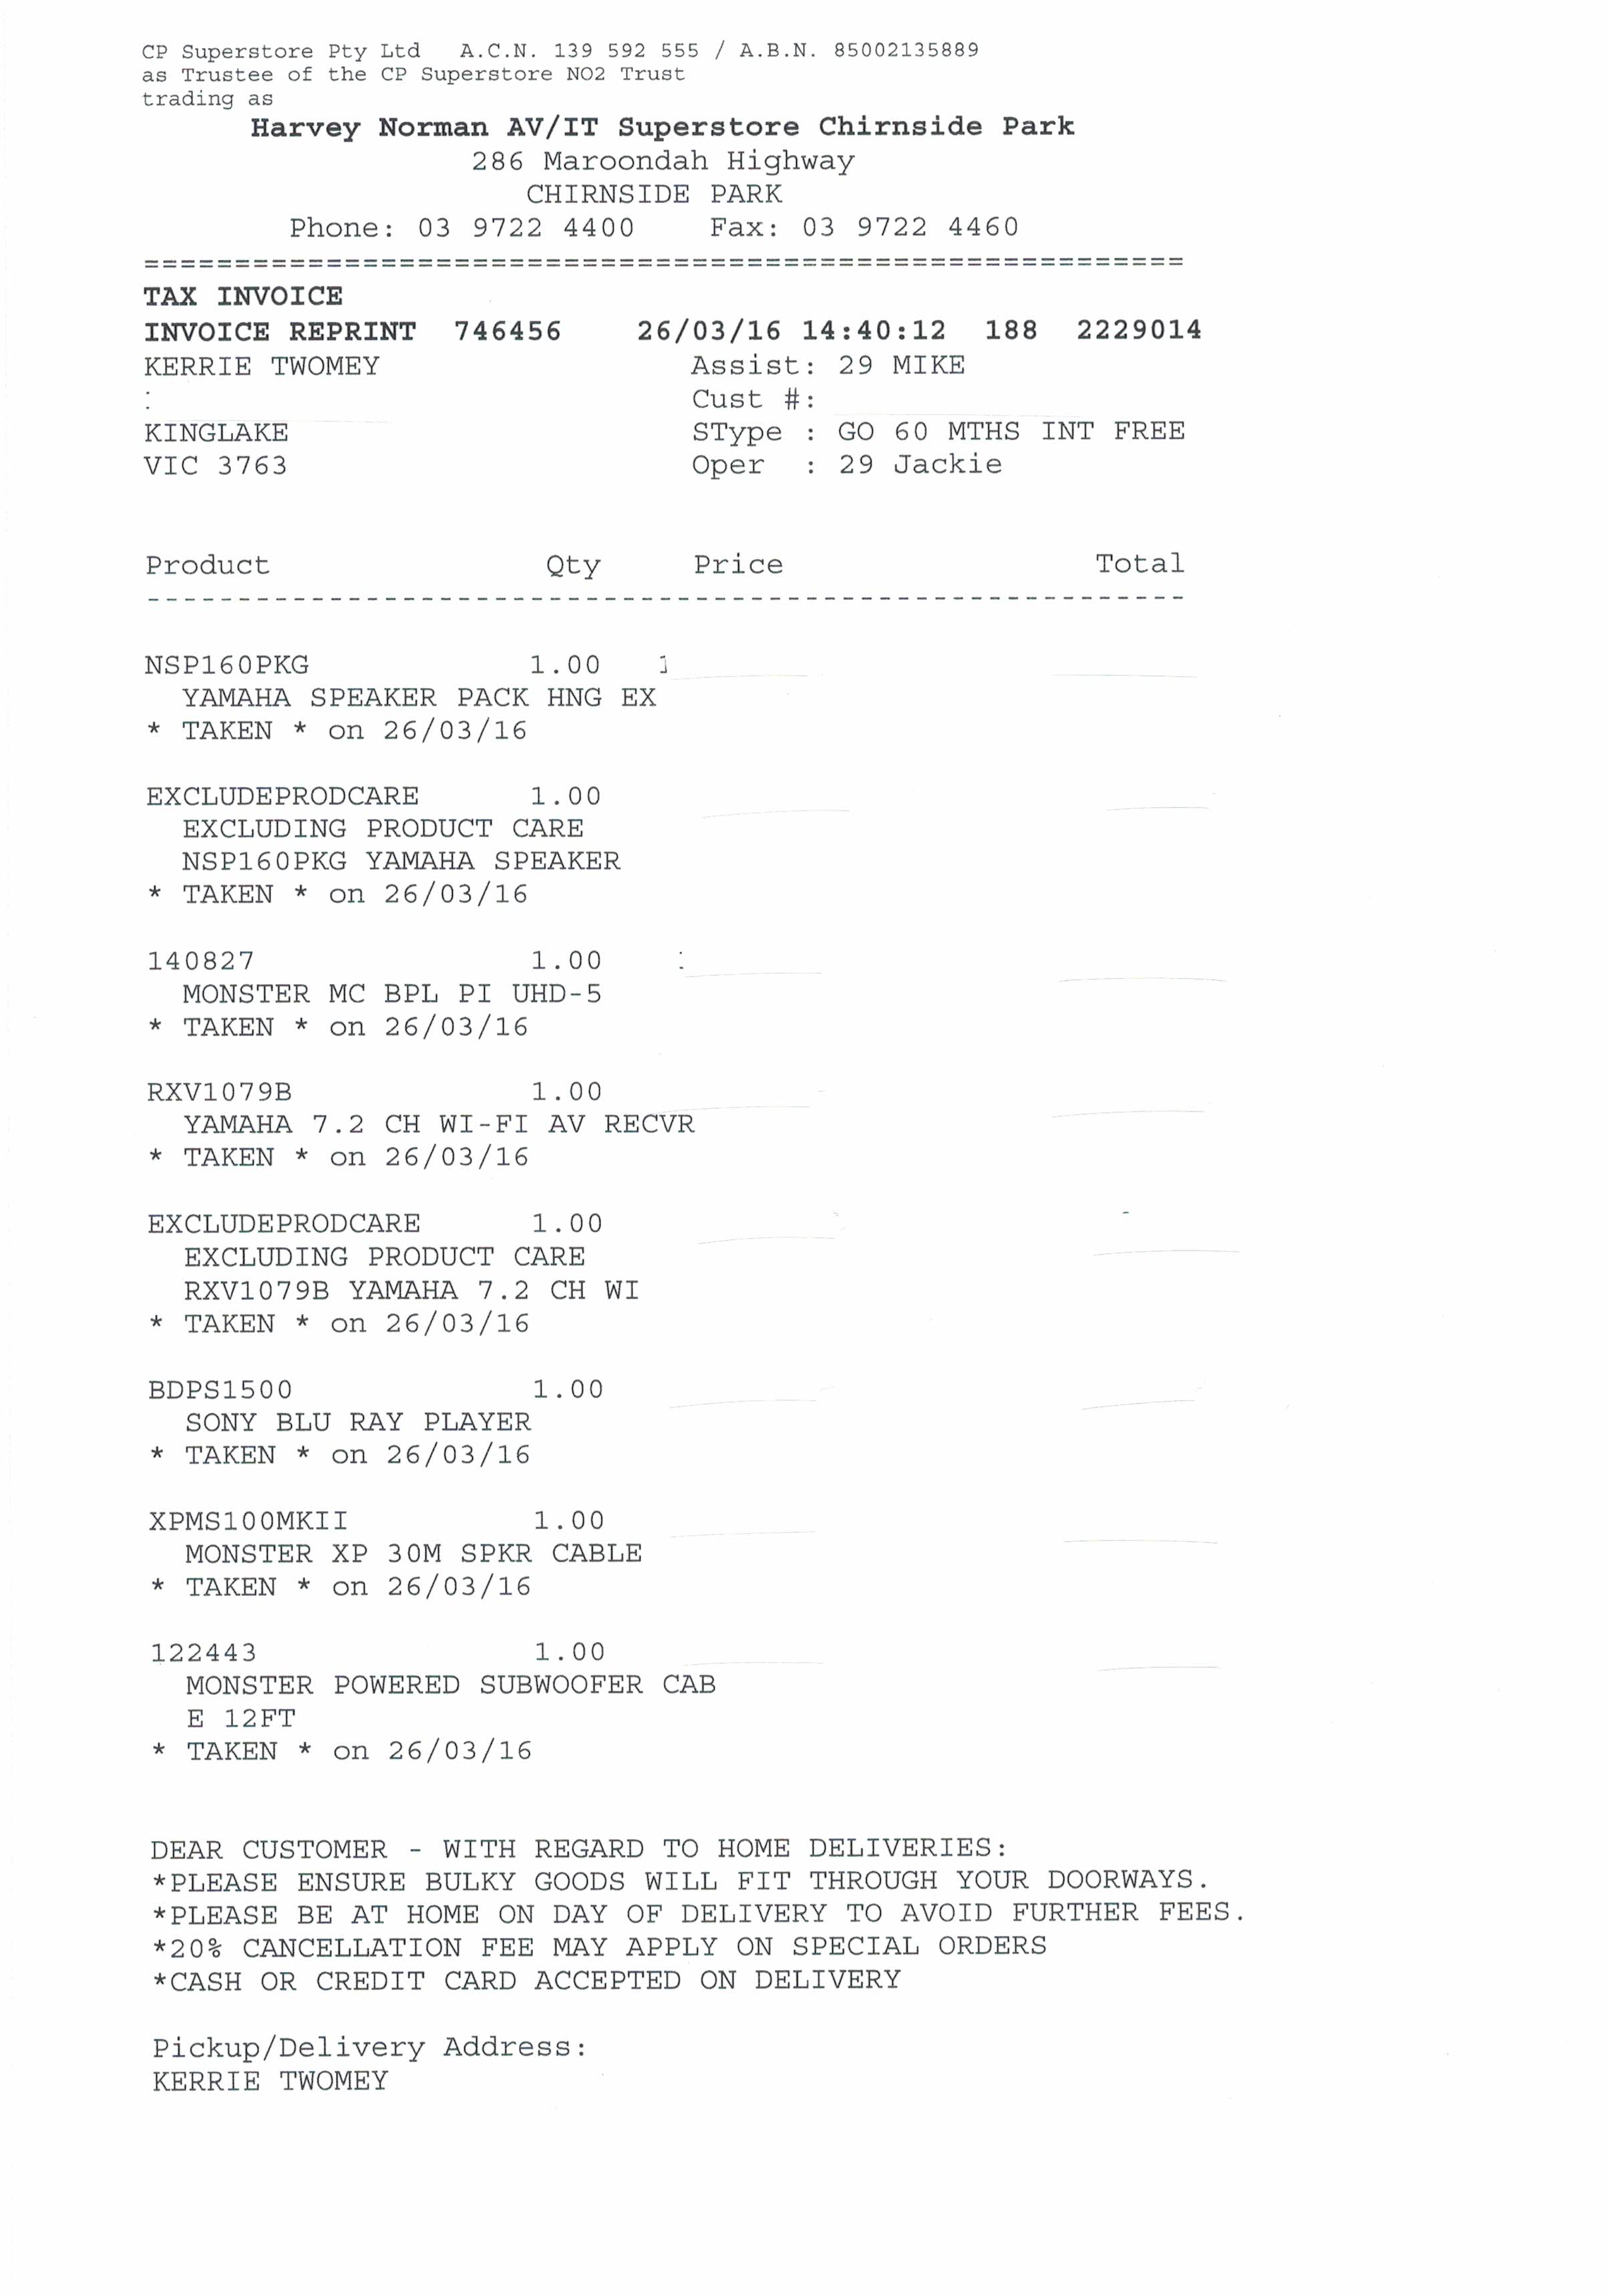 CP Superstore Pty Ltd A.C.N. 139 592 555 / A.B.N. 85002135889
as Trustee of the CP Superstore NO2 Trust
trading as
Harvey Norman AV/IT Superstore Chirnside Park
286 Maroondah Highway
CHIRNSIDE PARK
Phone: 03 9722 4400 Fax: 03 9722 4460
=========================================================
TAX INVOICE
INVOICE REPRINT 746456 26/03/16 14:40:12 188 2229014
KERRIE TWOMEY Assist: 29 MIKE
: Cust #:
KINGLAKE SType : GO 60 MTHS INT FREE
VIC 3763 Oper : 29 Jackie
Product Qty Price Total
---------------------------------------------------------
NSP160PKG 1.00
YAMAHA SPEAKER PACK HNG EX
* TAKEN * on 26/03/16
EXCLUDEPRODCARE 1.00
EXCLUDING PRODUCT CARE
NSP160PKG YAMAHA SPEAKER
* TAKEN * on 26/03/16
140827 1.00
MONSTER MC BPL PI UHD-5
* TAKEN * on 26/03/16
RXV1079B 1.00
YAMAHA 7.2 CH WI-FI AV RECVR
* TAKEN * on 26/03/16
EXCLUDEPRODCARE 1.00
EXCLUDING PRODUCT CARE
RXV1079B YAMAHA 7.2 CH WI
* TAKEN * on 26/03/16
BDPS1500 1.00
SONY BLU RAY PLAYER
* TAKEN * on 26/03/16
XPMS100MKII 1.00
MONSTER XP 30M SPKR CABLE
* TAKEN * on 26/03/16
122443 1.00
MONSTER POWERED SUBWOOFER CAB
E 12FT
* TAKEN * on 26/03/16
DEAR CUSTOMER - WITH REGARD TO HOME DELIVERIES:
*PLEASE ENSURE BULKY GOODS WILL FIT THROUGH YOUR DOORWAYS.
*PLEASE BE AT HOME ON DAY OF DELIVERY TO AVOID FURTHER FEES.
*20% CANCELLATION FEE MAY APPLY ON SPECIAL ORDERS
*CASH OR CREDIT CARD ACCEPTED ON DELIVERY
Pickup/Delivery Address:
KERRIE TWOMEY